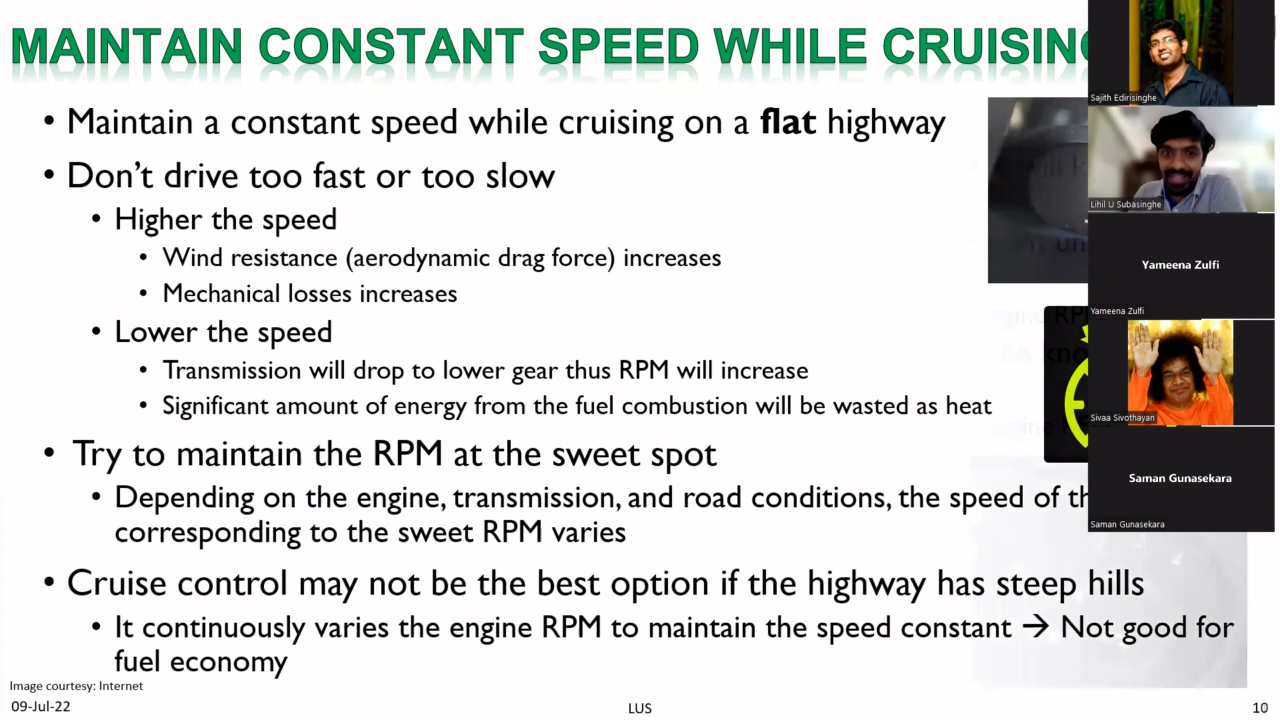 MAINTAIN CONSTANT SPEED WHILE CRUISING
• Maintain a constant speed while cruising on a flat highway
• Don't drive too fast or too slow
• Higher the speed
• Wind resistance (aerodynamic drag force) increases
• Mechanical losses increases
• Lower the speed
• Transmission will drop to lower gear thus RPM will increase
• Significant amount of energy from the fuel combustion will be wasted as heat
• Try to maintain the RPM at the sweet spot
• Depending on the engine, transmission, and road conditions, the speed of
corresponding to the sweet RPM varies
• Cruise control may not be the best option if the highway has steep hills
• It continuously varies the engine RPM to maintain the speed constant → Not good for
fuel economy
Image courtesy: Internet
09-Jul-22
LUS
10
Sajith Edirisinghe
Lihil U Subasinghe
Yameena Zulfi
Yameena Zulfi
Sivaa Sivothayan
Saman Gunasekara
Saman Gunasekara